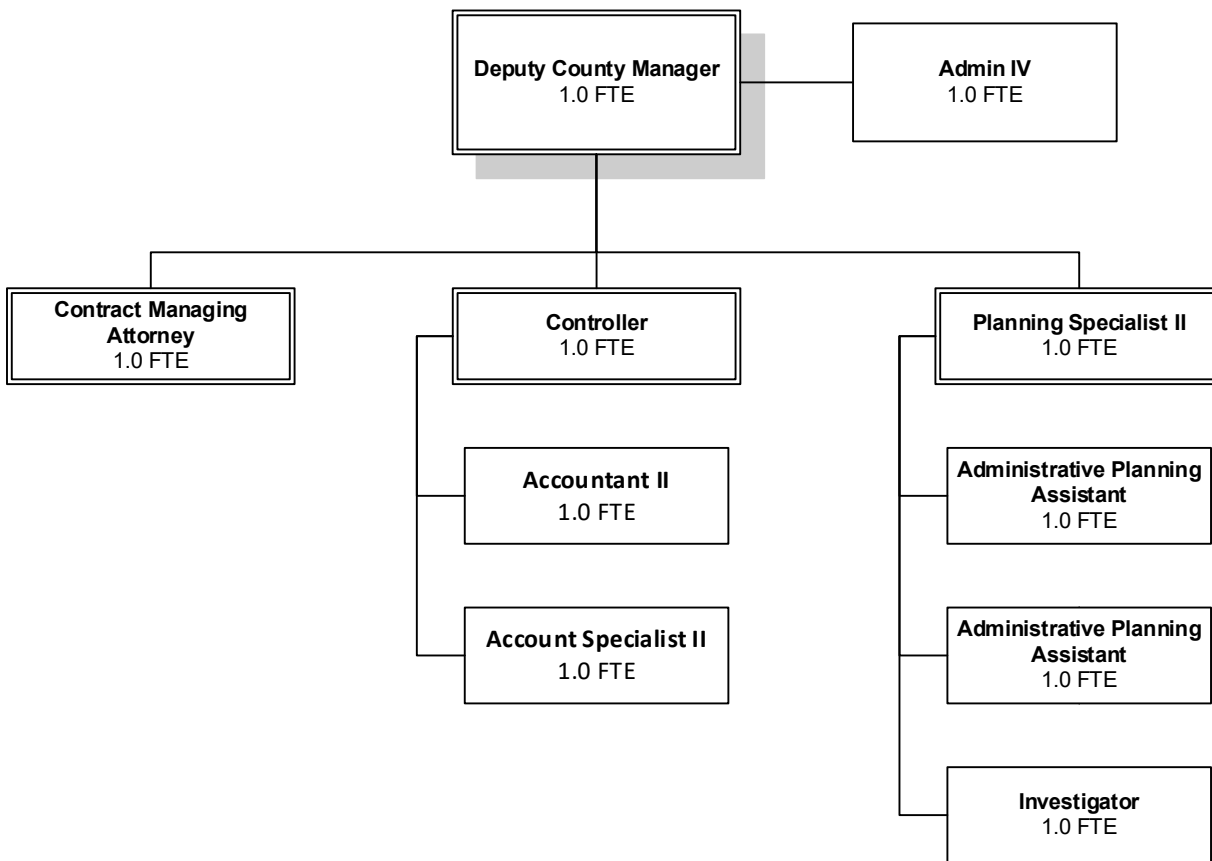 Deputy County Manager
1.0 FTE
Admin IV
1.0 FTE
Contract Managing
Attorney
1.0 FTE
Controller
1.0 FTE
Planning Specialist II
1.0 FTE
Accountant II
1.0 FTE
Administrative Planning
Assistant
1.0 FTE
Account Specialist II
1.0 FTE
Administrative Planning
Assistant
1.0 FTE
Investigator
1.0 FTE